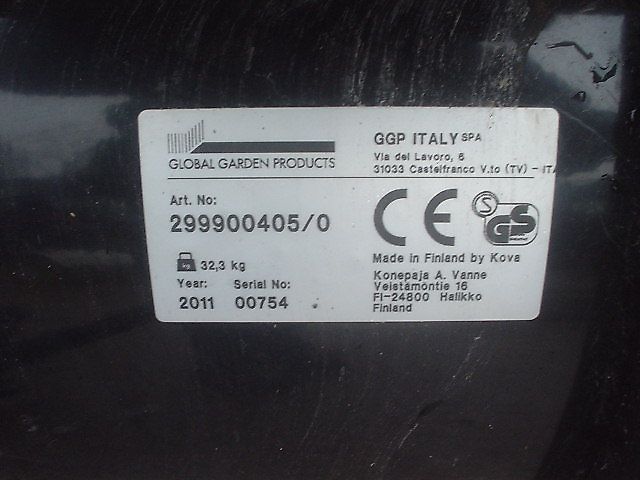 GLOBAL GARDEN PRODUCTS
Art. No:
299900405/0
kg 32,3 kg
Year: Serial No:
2011 00754
GGP ITALY SPA
Via del Lavoro, 6
31033 Castelfranco V.to (TV) - ITA
CE S GS
Made in Finland by Kova
Konepaja A. Vanne
Veistämöntie 16
FI-24800 Halikko
Finland